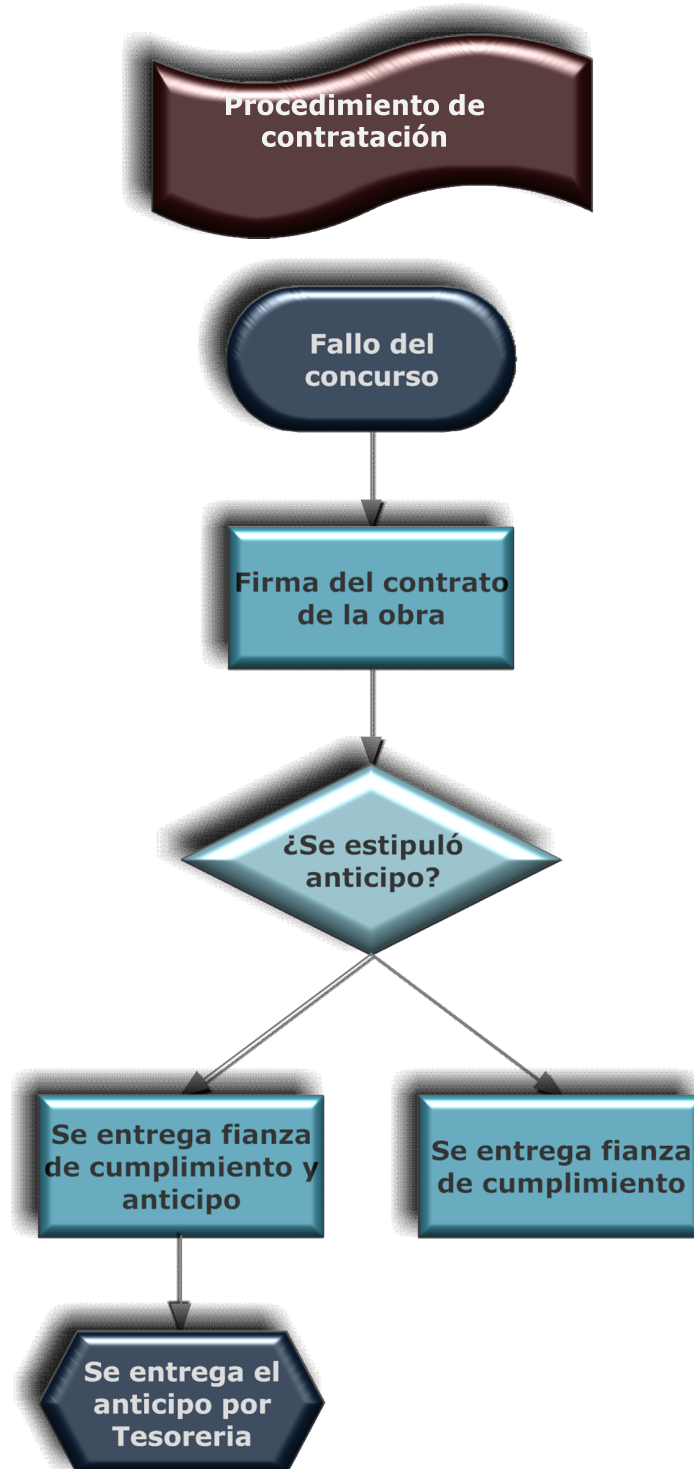 Procedimiento de
contratación
Fallo del
concurso
Firma del contrato
de la obra
¿Se estipuló
anticipo?
Se entrega fianza
de cumplimiento y
anticipo
Se entrega fianza
de cumplimiento
Se entrega el
anticipo por
Tesoreria